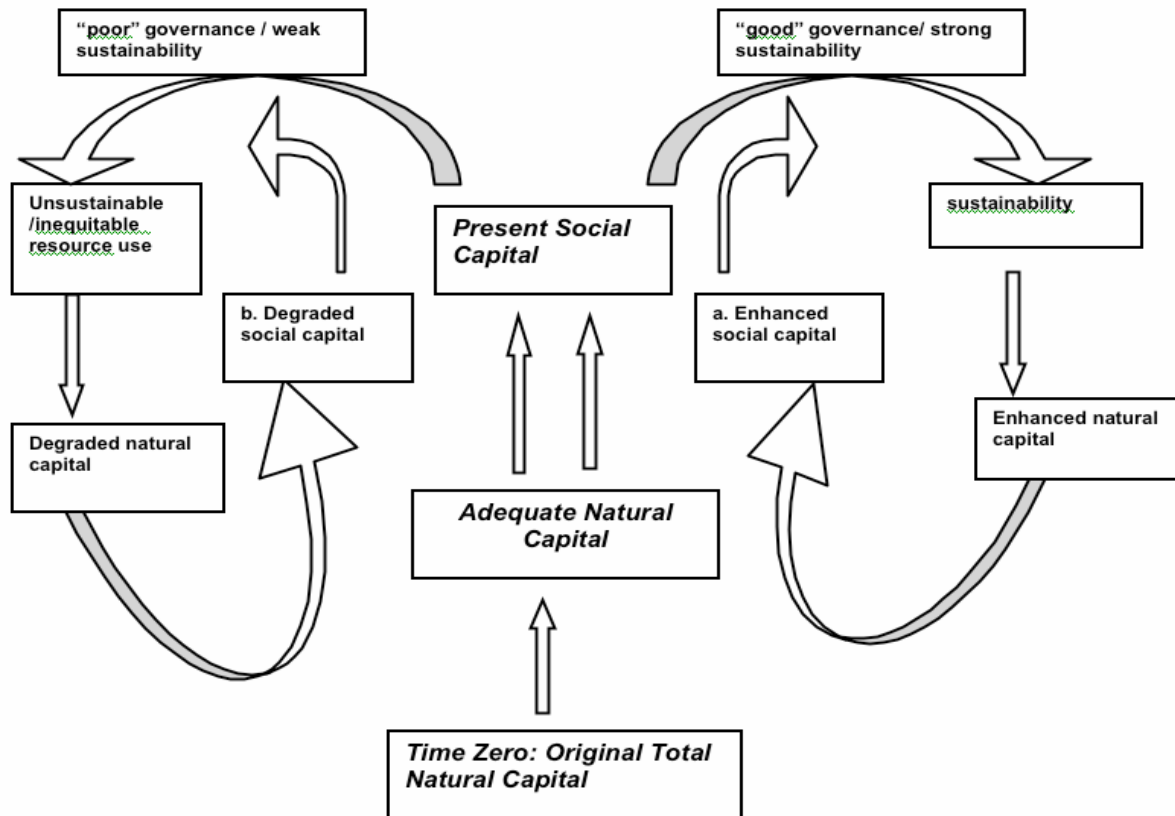 “poor” governance / weak
sustainability
“good” governance/ strong
sustainability
Unsustainable
/inequitable
resource use
Present Social
Capital
sustainability
b. Degraded
social capital
a. Enhanced
social capital
Degraded natural
capital
Enhanced natural
capital
Adequate Natural
Capital
Time Zero: Original Total
Natural Capital